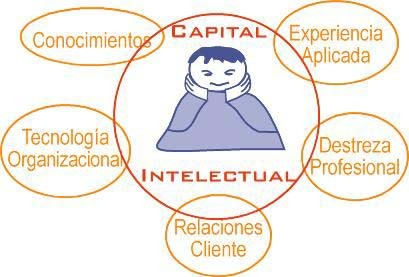 Conocimientos
CAPITAL
Experiencia
Aplicada
Tecnología
Organizacional
INTELECTUAL
Destreza
Profesional
Relaciones
Cliente